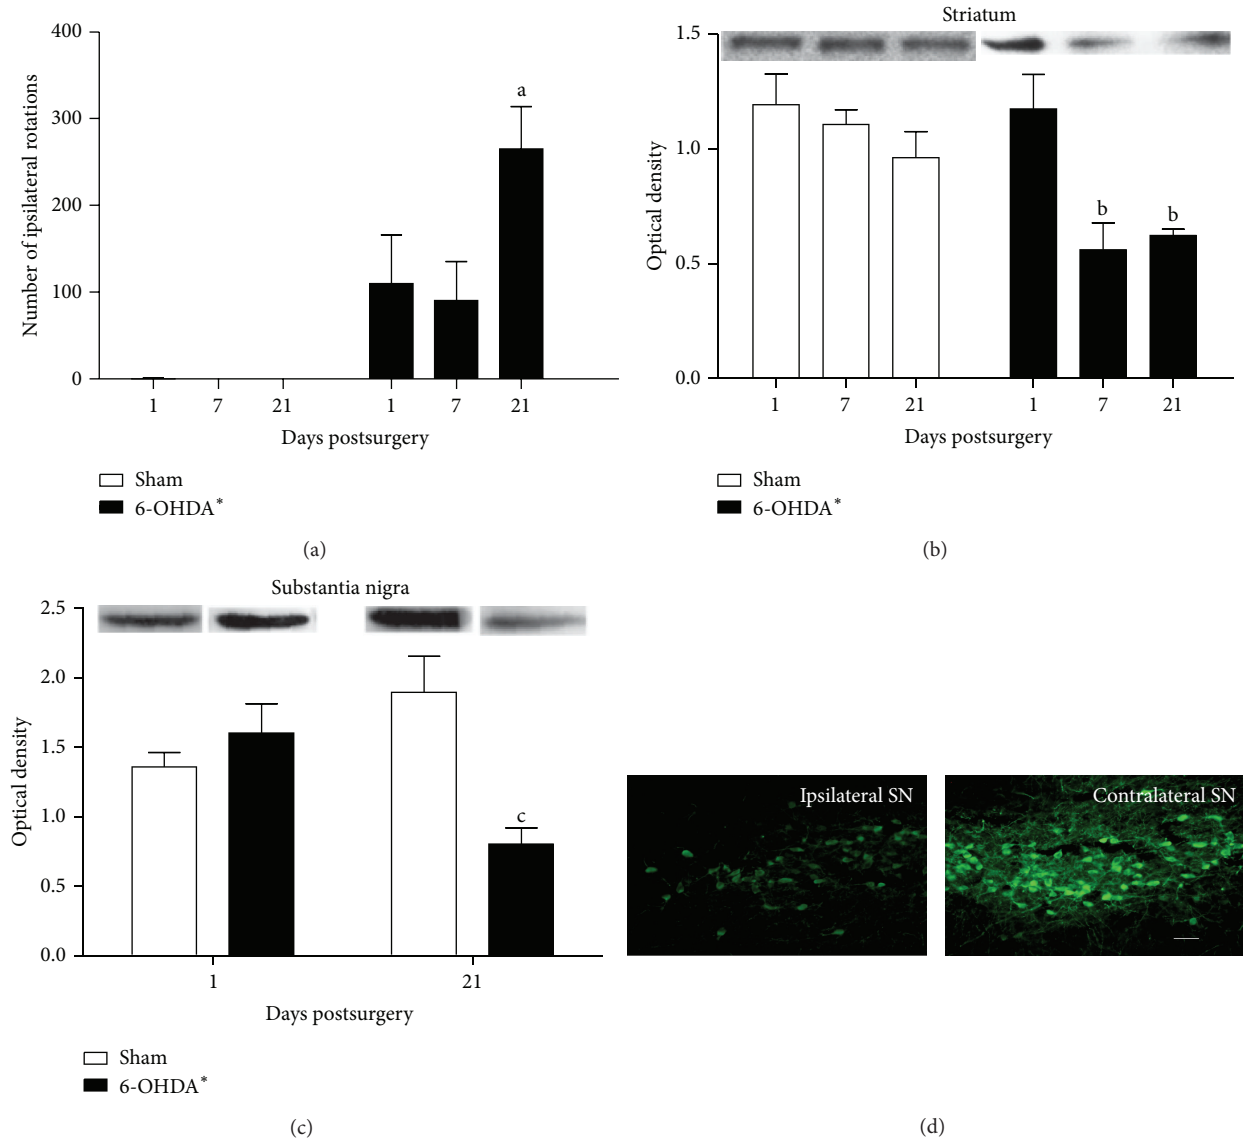 400
300
200
100
0
Number of ipsilateral rotations
a
1 7 21 1 7 21
Days postsurgery
Sham
6-OHDA*
(a)
Striatum
1.5
1.0
0.5
0.0
Optical density
b b
1 7 21 1 7 21
Days postsurgery
Sham
6-OHDA*
(b)
Substantia nigra
2.5
2.0
1.5
1.0
0.5
0.0
Optical density
c
1 21
Days postsurgery
Sham
6-OHDA*
(c)
Ipsilateral SN
Contralateral SN
(d)